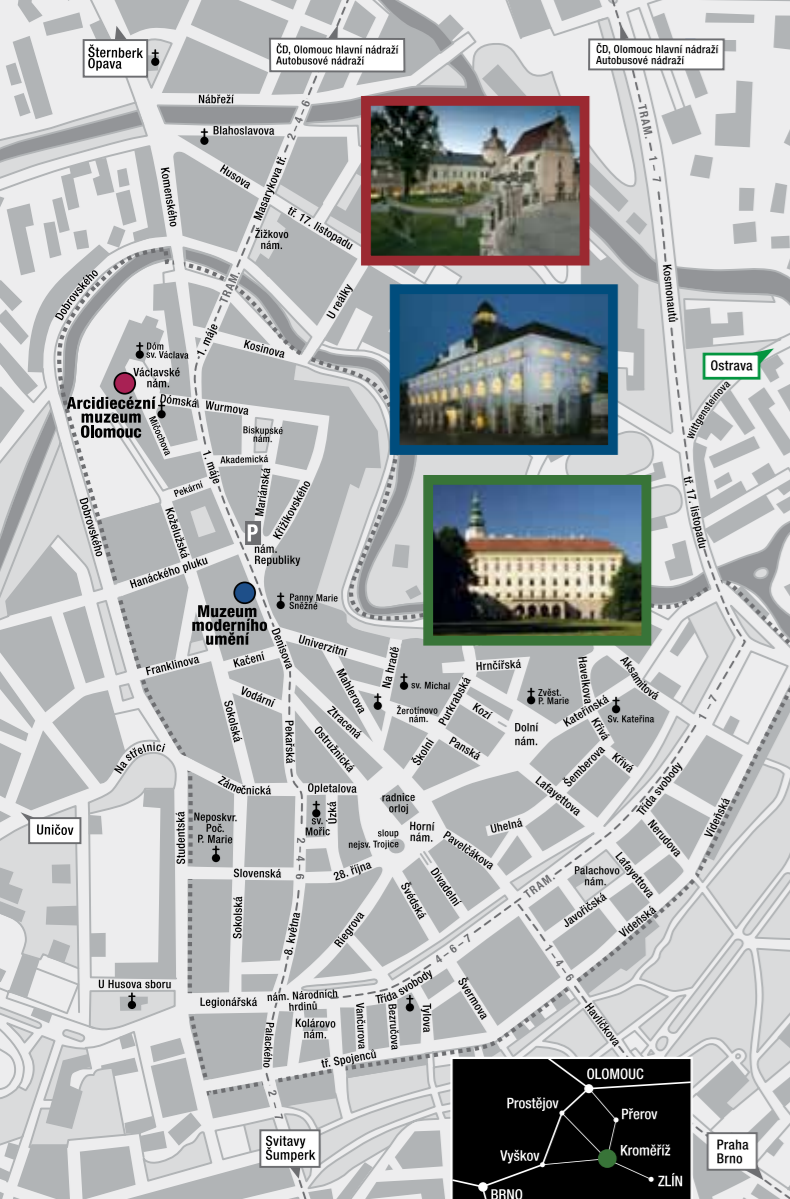 Šternberk
Opava
ČD, Olomouc hlavní nádraží
Autobusové nádraží
ČD, Olomouc hlavní nádraží
Autobusové nádraží
Nábřeží
Blahoslavova
Komenského
Husova
Masarykova tř.
2 - 4 - 6
TRAM.
tř. 17. listopadu
Žižkovo
nám.
U reálky
TRAM. 1 - 7
Kosmonautů
Dobrovského
1. máje
Kosinova
Dóm
sv. Václava
Václavské
nám.
Arcidiecézní
muzeum
Olomouc
Dómská
Wurmova
Mičochova
Biskupské
nám.
Akademická
1. máje
Mariánská
Křížkovského
Pekární
Koželužská
Dobrovského
P
nám.
Republiky
Hanáckého pluku
Ostrava
Wittgensteinova
tř. 17. listopadu
Muzeum
moderního
umění
Panny Marie
Sněžné
Denisova
Univerzitní
Franklinova
Kačení
Mahlerova
Na hradě
sv. Michal
Hrnčířská
Havelkova
Aksamitova
Vodární
Ztracená
Žerotínovo
nám.
Purkrabská
Kozí
Zvěst.
P. Marie
Kateřinská
Sv. Kateřina
Sokolská
Pekařská
Ostružnická
Školní
Panská
Dolní
nám.
Křivá
Křivá
1 - 7
Na střelnici
Šemberova
Zámečnická
Opletalova
radnice
orloj
Lafayettova
Třída svobody
Vídeňská
Uničov
Studentská
Neposkvr.
Poč.
P. Marie
sv.
Mořic
Úzká
sloup
nejsv. Trojice
Horní
nám.
Uhelná
Nerudova
Pavelčákova
2 - 4 - 6
Slovenská
28. října
Divadelní
Palachovo
nám.
Lafayettova
TRAM.
Švédská
Javoříčská
Vídeňská
Sokolská
8. května
Riegrova
4 - 6 - 7
1 - 4 - 6
U Husova sboru
Legionářská
nám. Národních
hrdinů
Třída svobody
Švermova
Havlíčkova
Kolárovo
nám.
Vančurova
Bezručova
Tylova
Palackého
tř. Spojenců
2 - 7
Svitavy
Šumperk
OLOMOUC
Prostějov
Přerov
Vyškov
Kroměříž
ZLÍN
BRNO
Praha
Brno